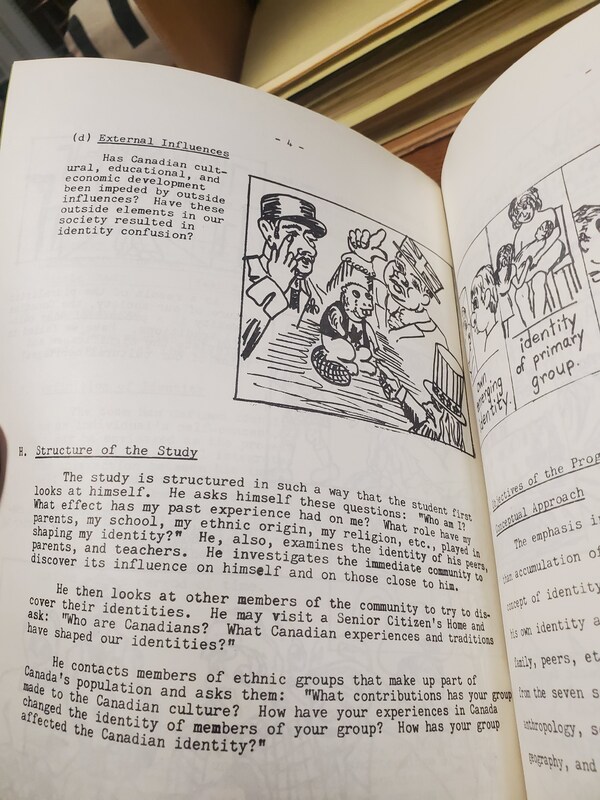 - 4 -
(d) External Influences
Has Canadian cult-
ural, educational, and
economic development
been impeded by outside
influences? Have these
outside elements in our
society resulted in
identity confusion?
H. Structure of the Study
The study is structured in such a way that the student first
looks at himself. He asks himself these questions: "Who am I?
What effect has my past experience had on me? What role have my
parents, my school, my ethnic origin, my religion, etc., played in
shaping my identity?" He, also, examines the identity of his peers,
parents, and teachers. He investigates the immediate community to
discover its influence on himself and on those close to him.
He then looks at other members of the community to try to dis-
cover their identities. He may visit a Senior Citizen's Home and
ask: "Who are Canadians? What Canadian experiences and traditions
have shaped our identities?"
He contacts members of ethnic groups that make up part of
Canada's population and asks them: "What contributions has your group
made to the Canadian culture? How have your experiences in Canada
changed the identity of members of your group? How has your group
affected the Canadian identity?"
own
emerging
identity.
identity
of primary
group.
of the
Conceptual Approach
The emphasis i
accumulation of
concept of identity
his own identity a
family, peers, et
from the seven s
anthropology, s
geography, and